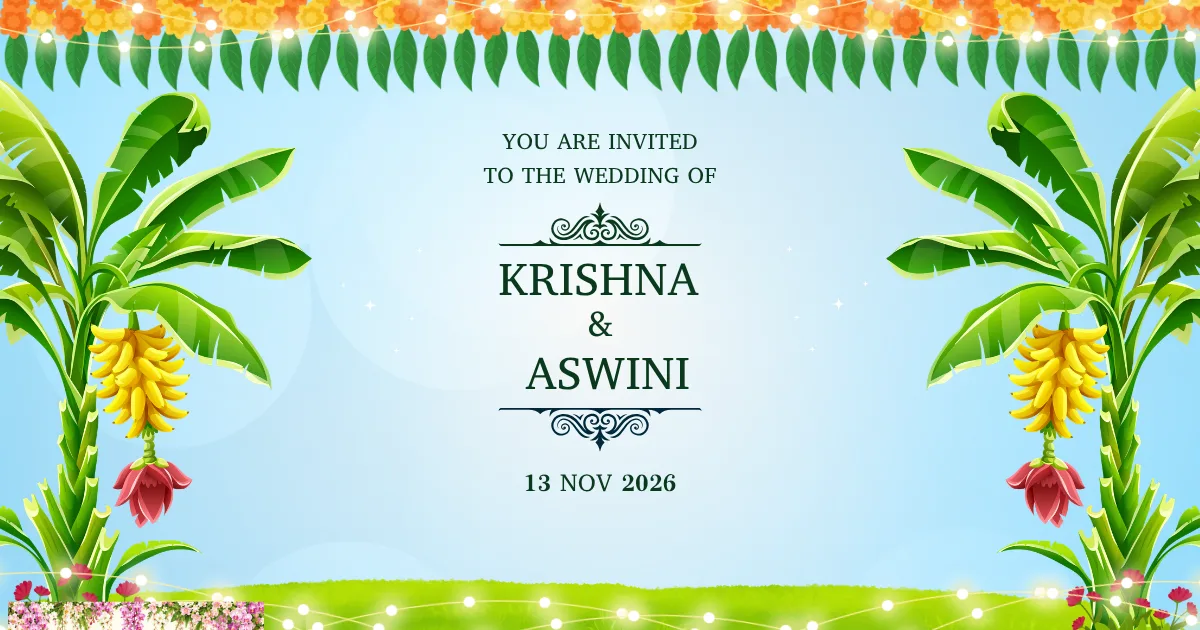 YOU ARE INVITED
TO THE WEDDING OF
KRISHNA
&
ASWINI
13 NOV 2026